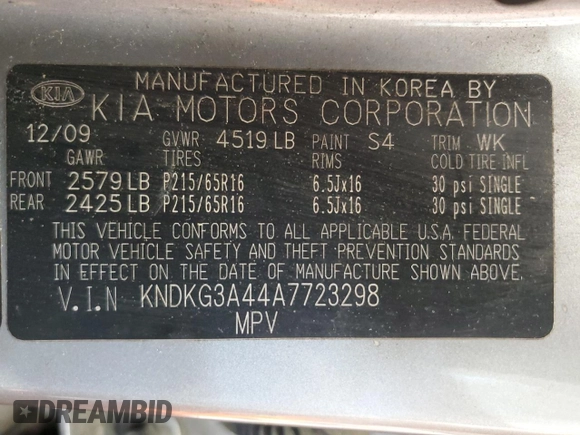 KIA
MANUFACTURED IN KOREA BY
KIA MOTORS CORPORATION
12/09 GVWR 4519 LB PAINT S4 TRIM WK
GAWR TIRES RIMS COLD TIRE INFL
FRONT 2579 LB P215/65R16 6.5Jx16 30 psi SINGLE
REAR 2425 LB P215/65R16 6.5Jx16 30 psi SINGLE
THIS VEHICLE CONFORMS TO ALL APPLICABLE U.S.A. FEDERAL
MOTOR VEHICLE SAFETY AND THEFT PREVENTION STANDARDS
IN EFFECT ON THE DATE OF MANUFACTURE SHOWN ABOVE.
V.I.N KNDKG3A44A7723298
MPV
DREAMBID